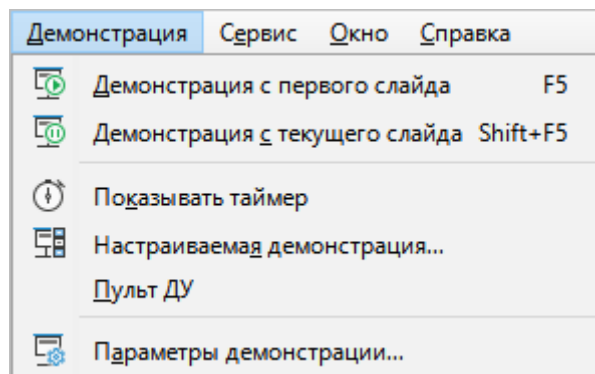 Демонстрация Сервис Окно Справка
Демонстрация с первого слайда F5
Демонстрация с текущего слайда Shift+F5
Показывать таймер
Настраиваемая демонстрация...
Пульт ДУ
Параметры демонстрации...